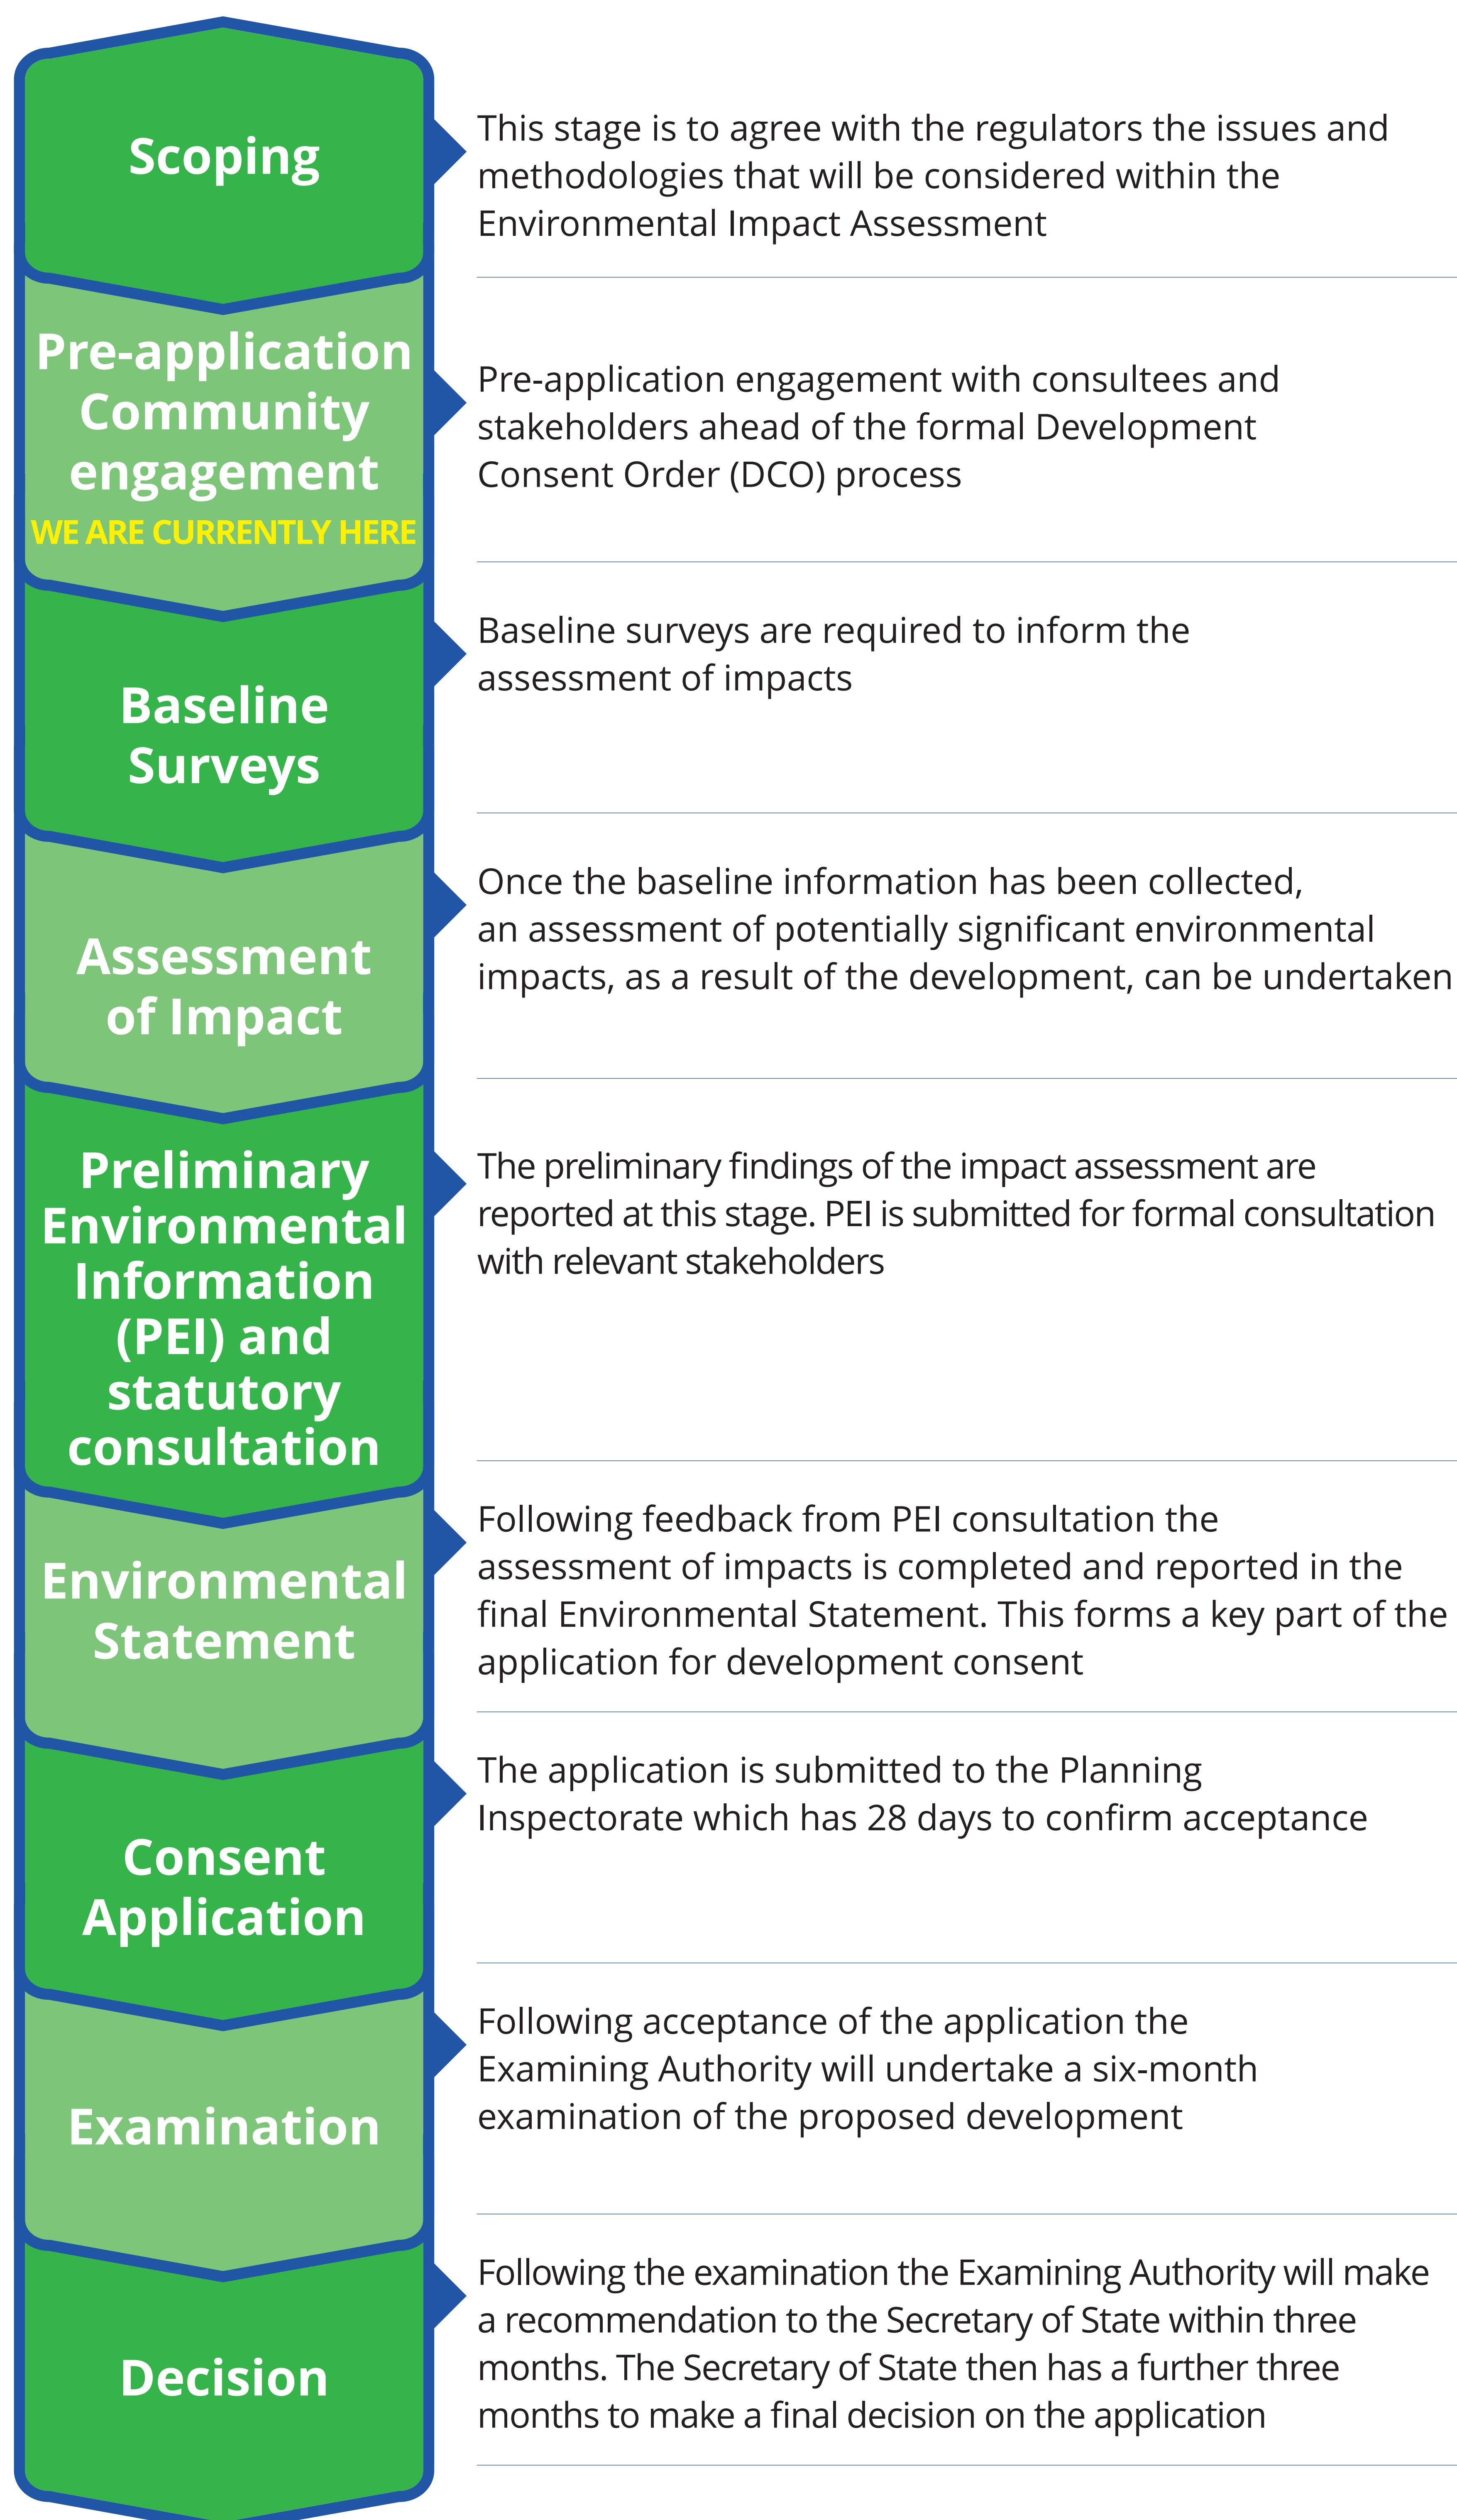 Scoping
This stage is to agree with the regulators the issues and
methodologies that will be considered within the
Environmental Impact Assessment
Pre-application
Community
engagement
WE ARE CURRENTLY HERE
Pre-application engagement with consultees and
stakeholders ahead of the formal Development
Consent Order (DCO) process
Baseline
Surveys
Baseline surveys are required to inform the
assessment of impacts
Assessment
of Impact
Once the baseline information has been collected,
an assessment of potentially significant environmental
impacts, as a result of the development, can be undertaken
Preliminary
Environmental
Information
(PEI) and
statutory
consultation
The preliminary findings of the impact assessment are
reported at this stage. PEI is submitted for formal consultation
with relevant stakeholders
Environmental
Statement
Following feedback from PEI consultation the
assessment of impacts is completed and reported in the
final Environmental Statement. This forms a key part of the
application for development consent
Consent
Application
The application is submitted to the Planning
Inspectorate which has 28 days to confirm acceptance
Examination
Following acceptance of the application the
Examining Authority will undertake a six-month
examination of the proposed development
Decision
Following the examination the Examining Authority will make
a recommendation to the Secretary of State within three
months. The Secretary of State then has a further three
months to make a final decision on the application